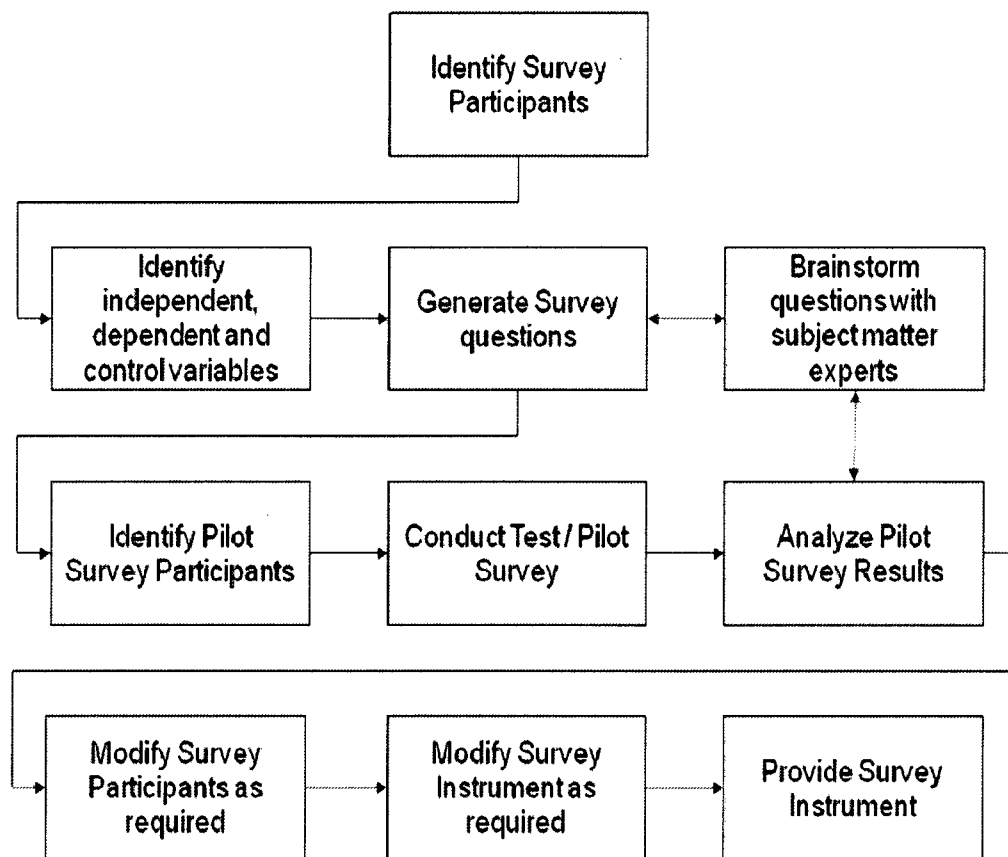 Identify Survey
Participants
Identify
independent,
dependent and
control variables
Generate Survey
questions
Brainstorm
questions with
subject matter
experts
Identify Pilot
Survey Participants
Conduct Test / Pilot
Survey
Analyze Pilot
Survey Results
Modify Survey
Participants as
required
Modify Survey
Instrument as
required
Provide Survey
Instrument